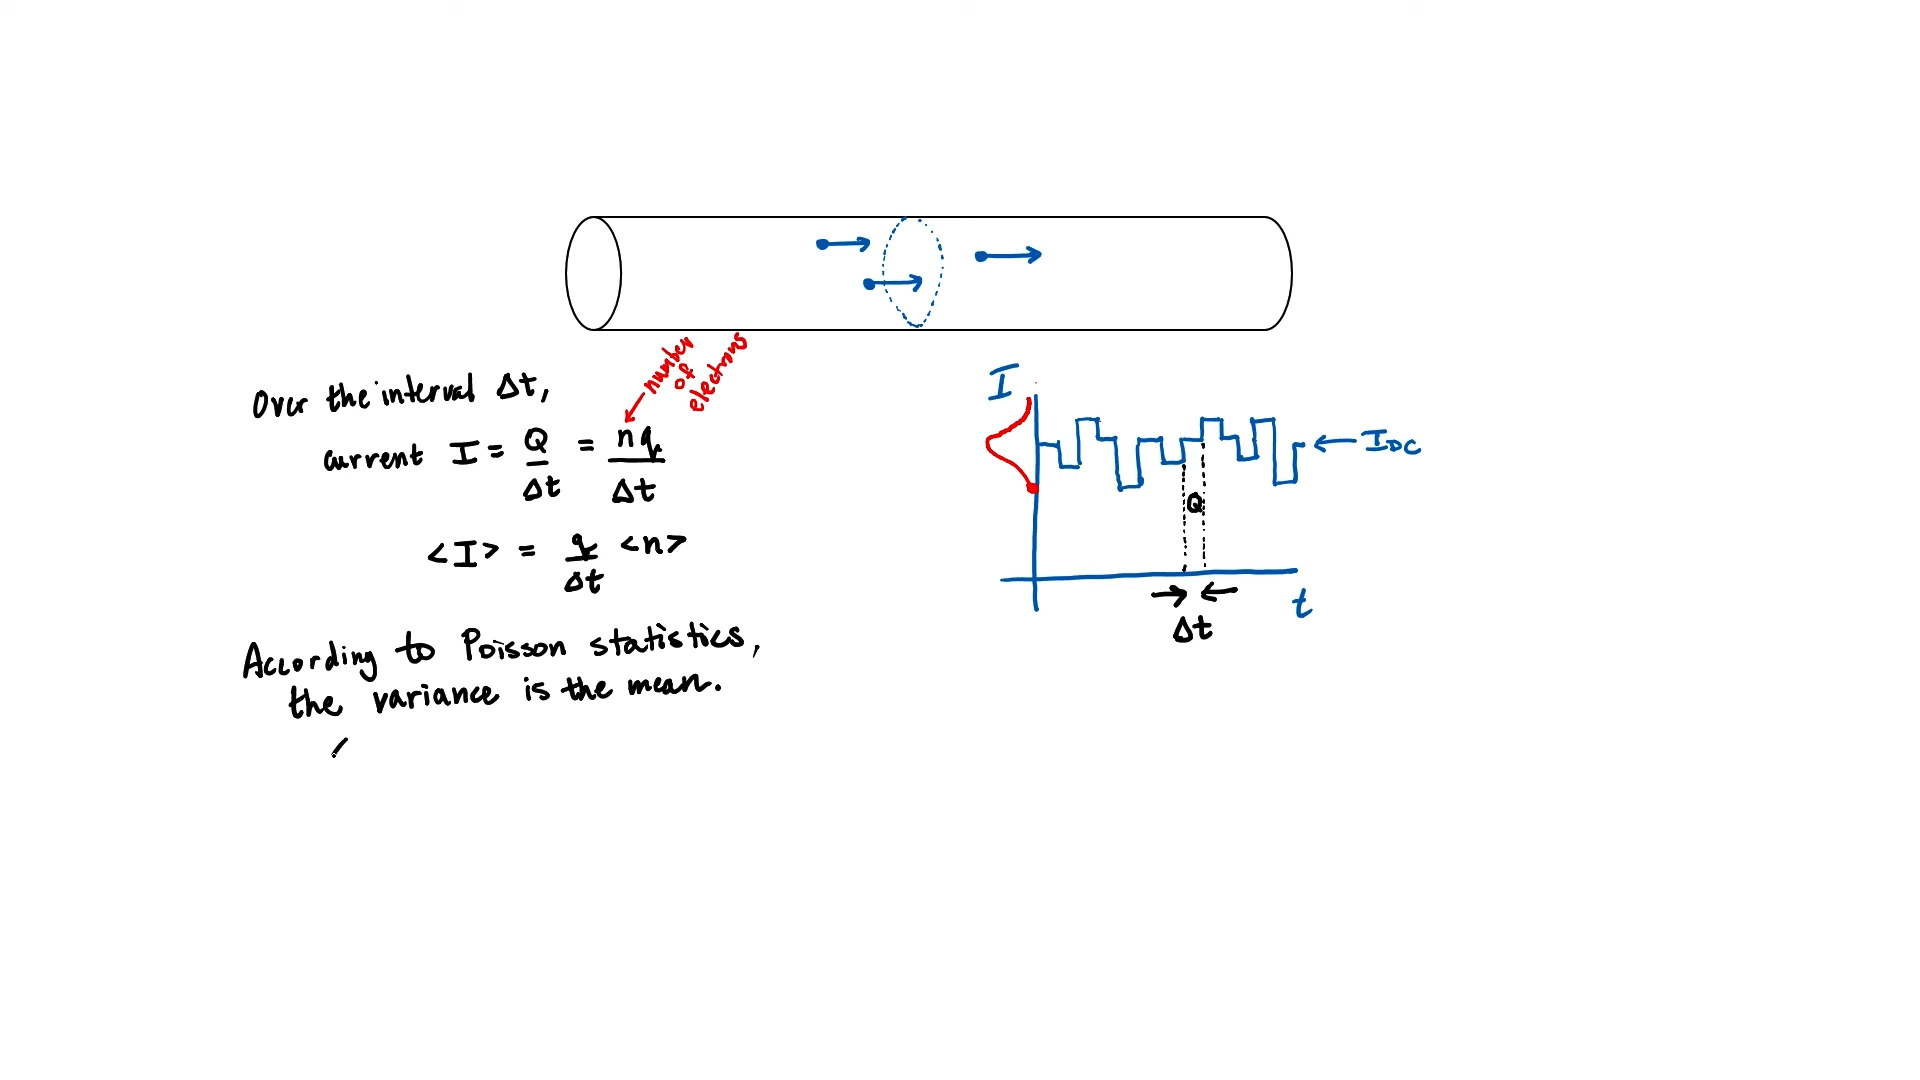 number
of
electrons
Over the interval Δt,
current I = Q/Δt = nq/Δt
<I> = q/Δt <n>
According to Poisson statistics,
the variance is the mean.
I
I_DC
Q
t
Δt